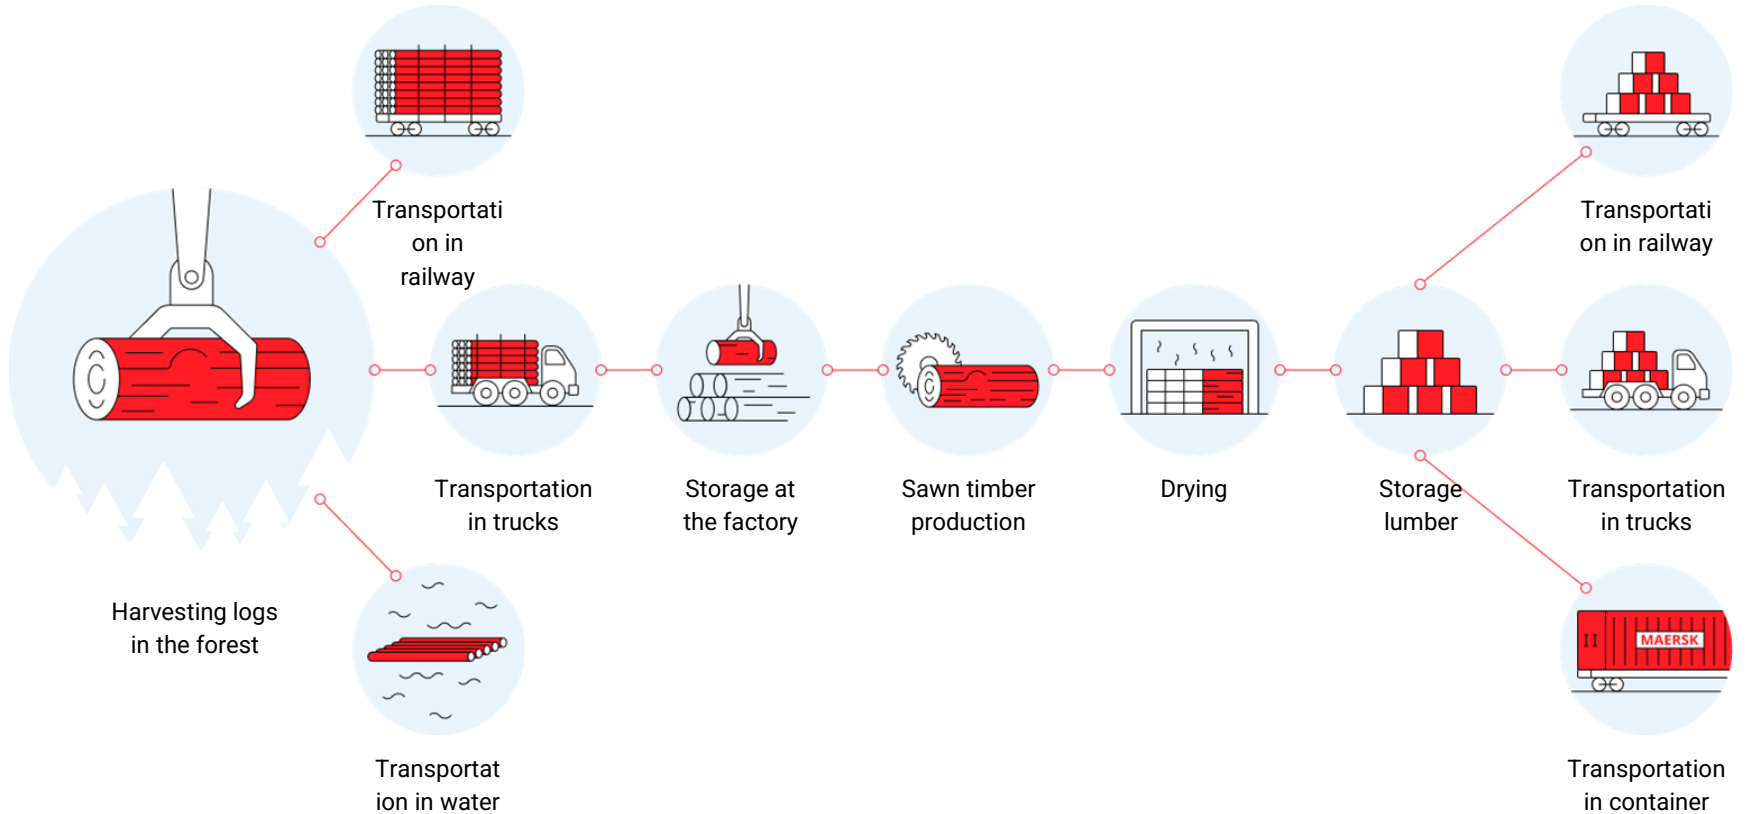 Transportati
on in
railway
Transportati
on in railway
MAERSK
Harvesting logs
in the forest
Transportation
in trucks
Storage at
the factory
Sawn timber
production
Drying
Storage
lumber
Transportation
in trucks
Transportat
ion in water
Transportation
in container